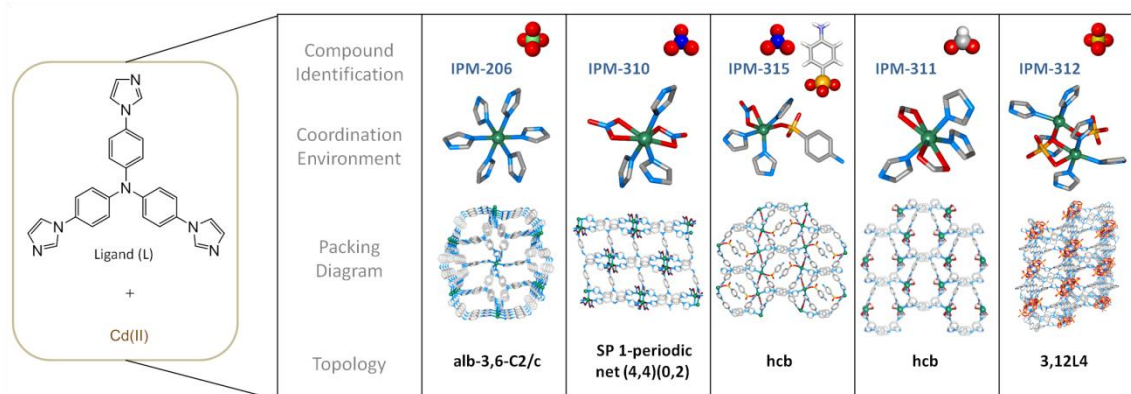 N
N
N
N
N
N
N
Ligand (L)
+
Cd(II)
Compound
Identification
IPM-206
IPM-310
IPM-315
IPM-311
IPM-312
Coordination
Environment
Packing
Diagram
Topology
alb-3,6-C2/c
SP 1-periodic
net (4,4)(0,2)
hcb
hcb
3,12L4